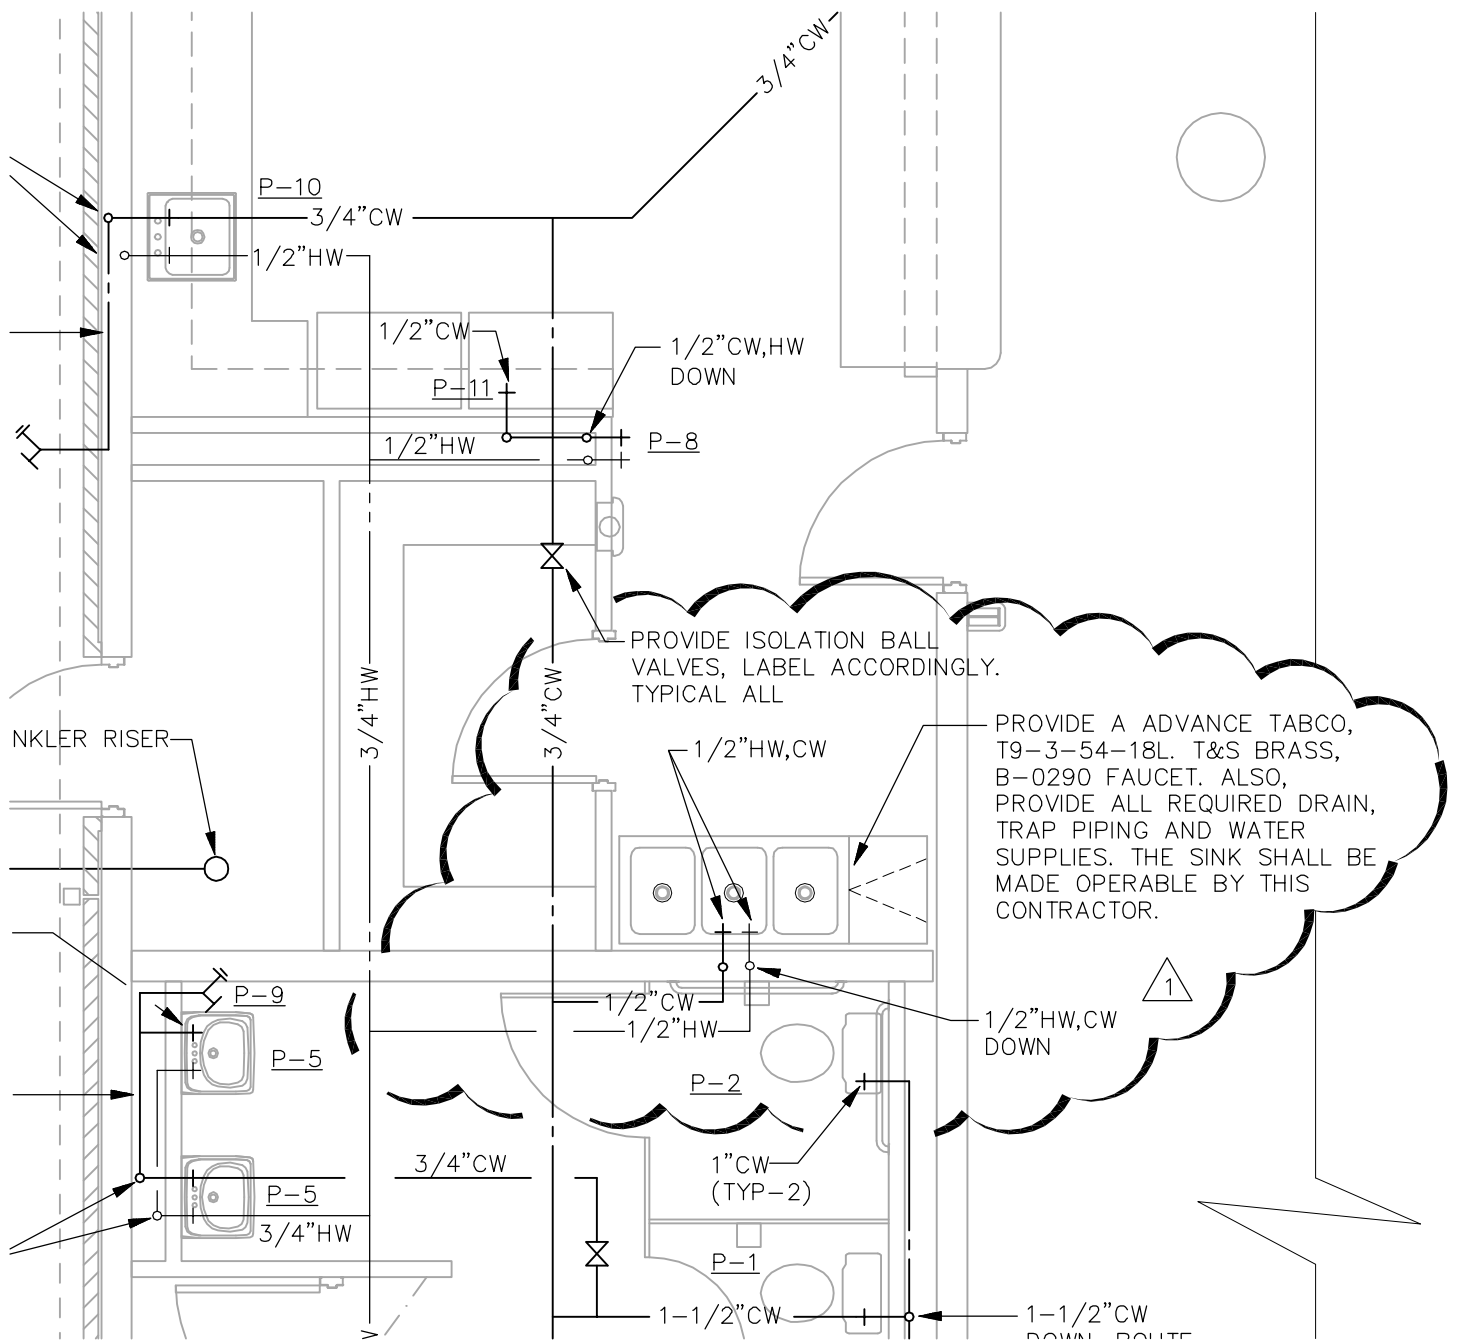 3/4"CW
P-10
3/4"CW
1/2"HW
1/2"CW
1/2"CW,HW
DOWN
P-11
1/2"HW
P-8
PROVIDE ISOLATION BALL
VALVES, LABEL ACCORDINGLY.
TYPICAL ALL
3/4"HW
3/4"CW
NKLER RISER
1/2"HW,CW
PROVIDE A ADVANCE TABCO,
T9-3-54-18L. T&S BRASS,
B-0290 FAUCET. ALSO,
PROVIDE ALL REQUIRED DRAIN,
TRAP PIPING AND WATER
SUPPLIES. THE SINK SHALL BE
MADE OPERABLE BY THIS
CONTRACTOR.
1
P-9
1/2"CW
1/2"HW
1/2"HW,CW
DOWN
P-5
P-2
3/4"CW
1"CW
(TYP-2)
P-5
3/4"HW
P-1
1-1/2"CW
1-1/2"CW
DOWN, ROUTE
W